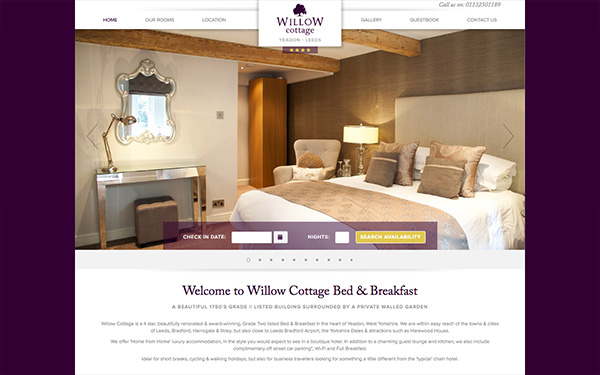 Call us on: 01132501189
HOME
OUR ROOMS
LOCATION
WILLOW
cottage
YEADON - LEEDS
GALLERY
GUESTBOOK
CONTACT US
CHECK IN DATE:
NIGHTS:
SEARCH AVAILABILITY
Welcome to Willow Cottage Bed & Breakfast
A BEAUTIFUL 1750'S GRADE II LISTED BUILDING SURROUNDED BY A PRIVATE WALLED GARDEN
Willow Cottage is a 4 star, beautifully renovated & award-winning, Grade Two listed Bed & Breakfast in the heart of Yeadon, West Yorkshire. We are within easy reach of the towns & cities
of Leeds, Bradford, Harrogate & Ilkley, but also close to Leeds Bradford Airport, the Yorkshire Dales & attractions such as Harewood House.
We offer 'Home from Home' luxury accommodation, in the style you would expect to see in a boutique hotel. In addition to a charming guest lounge and kitchen, we also include
complimentary off street car parking*, Wi-Fi and Full Breakfast.
Ideal for short breaks, cycling & walking holidays, but also for business travellers looking for something a little different from the 'typical' chain hotel.